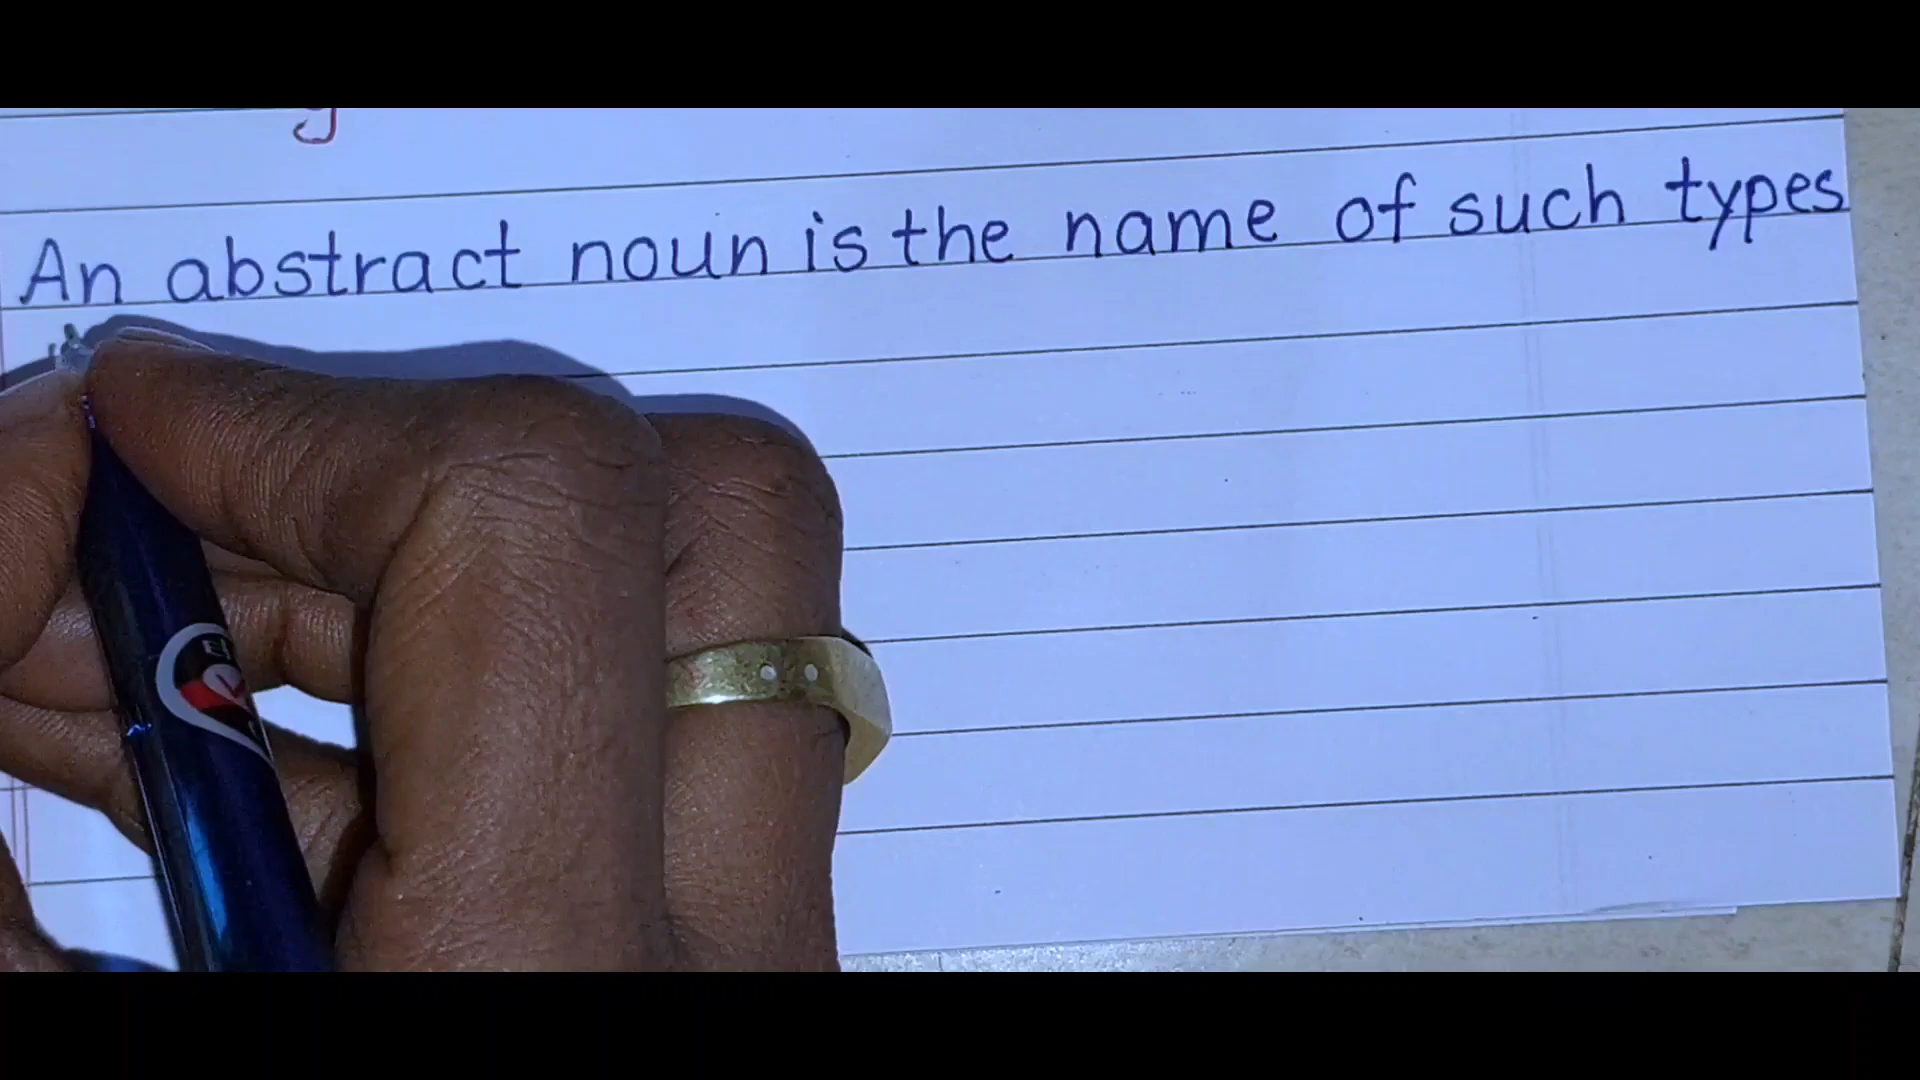 An abstract noun is the name of such types